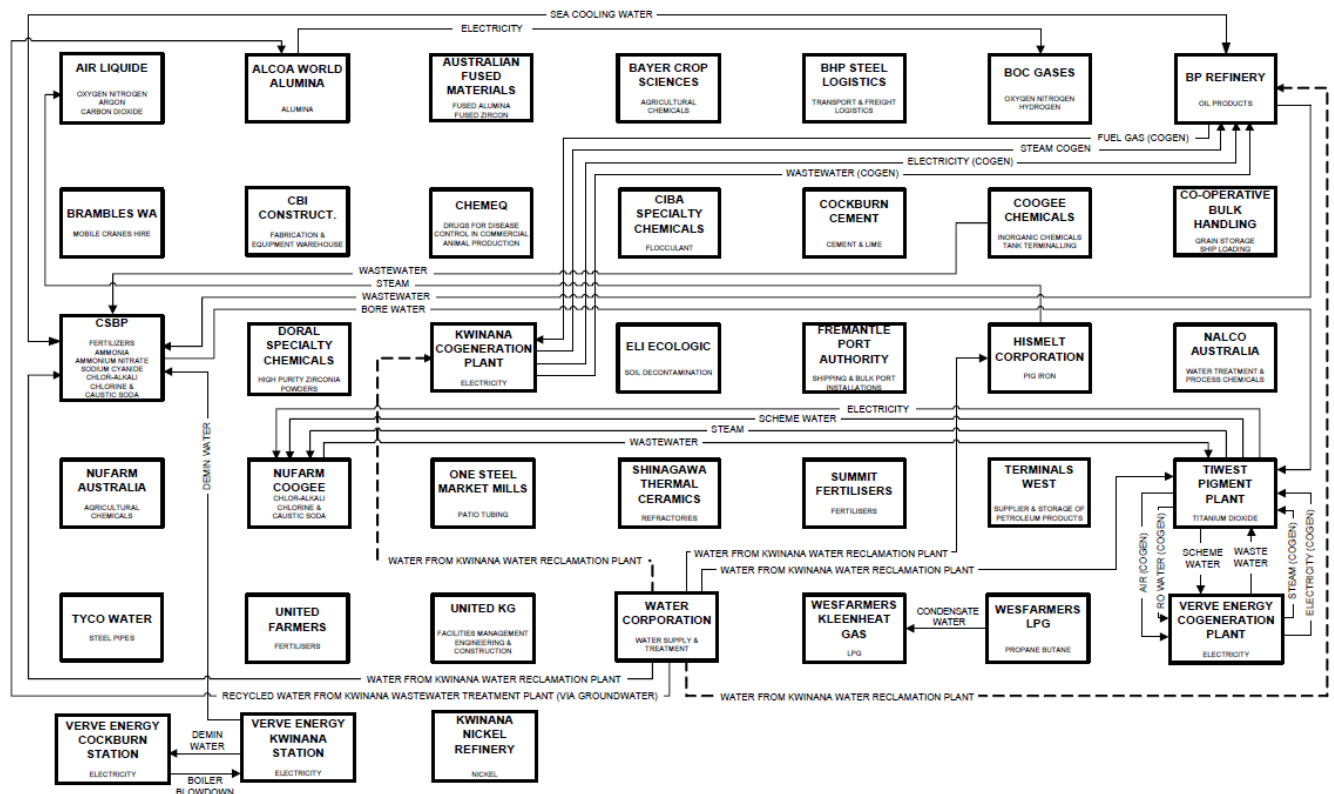 SEA COOLING WATER
ELECTRICITY
AIR LIQUIDE
OXYGEN NITROGEN
ARGON
CARBON DIOXIDE
ALCOA WORLD
ALUMINA
ALUMINA
AUSTRALIAN
FUSED
MATERIALS
FUSED ALUMINA
FUSED ZIRCON
BAYER CROP
SCIENCES
AGRICULTURAL
CHEMICALS
BHP STEEL
LOGISTICS
TRANSPORT & FREIGHT
LOGISTICS
BOC GASES
OXYGEN NITROGEN
HYDROGEN
BP REFINERY
OIL PRODUCTS
FUEL GAS (COGEN)
STEAM COGEN
ELECTRICITY (COGEN)
WASTEWATER (COGEN)
BRAMBLES WA
MOBILE CRANES HIRE
CBI
CONSTRUCT.
FABRICATION &
EQUIPMENT WAREHOUSE
CHEMEQ
DRUGS FOR DISEASE
CONTROL IN COMMERCIAL
ANIMAL PRODUCTION
CIBA
SPECIALTY
CHEMICALS
FLOCCULANT
COCKBURN
CEMENT
CEMENT & LIME
COOGEE
CHEMICALS
INORGANIC CHEMICALS
TANK TERMINALLING
CO-OPERATIVE
BULK
HANDLING
GRAIN STORAGE
SHIP LOADING
WASTEWATER
STEAM
WASTEWATER
BORE WATER
CSBP
FERTILIZERS
AMMONIA
AMMONIUM NITRATE
SODIUM CYANIDE
CHLOR-ALKALI
CHLORINE &
CAUSTIC SODA
DORAL
SPECIALTY
CHEMICALS
HIGH PURITY ZIRCONIA
POWDERS
KWINANA
COGENERATION
PLANT
ELECTRICITY
ELI ECOLOGIC
SOIL DECONTAMINATION
FREMANTLE
PORT
AUTHORITY
SHIPPING & BULK PORT
INSTALLATIONS
HISMELT
CORPORATION
PIG IRON
NALCO
AUSTRALIA
WATER TREATMENT &
PROCESS CHEMICALS
ELECTRICITY
SCHEME WATER
STEAM
WASTEWATER
DEMIN WATER
NUFARM
AUSTRALIA
AGRICULTURAL
CHEMICALS
NUFARM
COOGEE
CHLOR-ALKALI
CHLORINE &
CAUSTIC SODA
ONE STEEL
MARKET MILLS
PATIO TUBING
SHINAGAWA
THERMAL
CERAMICS
REFRACTORIES
SUMMIT
FERTILISERS
FERTILISERS
TERMINALS
WEST
SUPPLIER & STORAGE OF
PETROLEUM PRODUCTS
TIWEST
PIGMENT
PLANT
TITANIUM DIOXIDE
AIR (COGEN)
RO WATER (COGEN)
SCHEME
WATER
WASTE
WATER
STEAM (COGEN)
ELECTRICITY (COGEN)
WATER FROM KWINANA WATER RECLAMATION PLANT
WATER FROM KWINANA WATER RECLAMATION PLANT
WATER FROM KWINANA WATER RECLAMATION PLANT
TYCO WATER
STEEL PIPES
UNITED
FARMERS
FERTILISERS
UNITED KG
FACILITIES MANAGEMENT
ENGINEERING &
CONSTRUCTION
WATER
CORPORATION
WATER SUPPLY &
TREATMENT
WESFARMERS
KLEENHEAT
GAS
LPG
CONDENSATE
WATER
WESFARMERS
LPG
PROPANE BUTANE
VERVE ENERGY
COGENERATION
PLANT
ELECTRICITY
WATER FROM KWINANA WATER RECLAMATION PLANT
RECYCLED WATER FROM KWINANA WASTEWATER TREATMENT PLANT (VIA GROUNDWATER)
WATER FROM KWINANA WATER RECLAMATION PLANT
VERVE ENERGY
COCKBURN
STATION
ELECTRICITY
DEMIN
WATER
BOILER
BLOWDOWN
VERVE ENERGY
KWINANA
STATION
ELECTRICITY
KWINANA
NICKEL
REFINERY
NICKEL